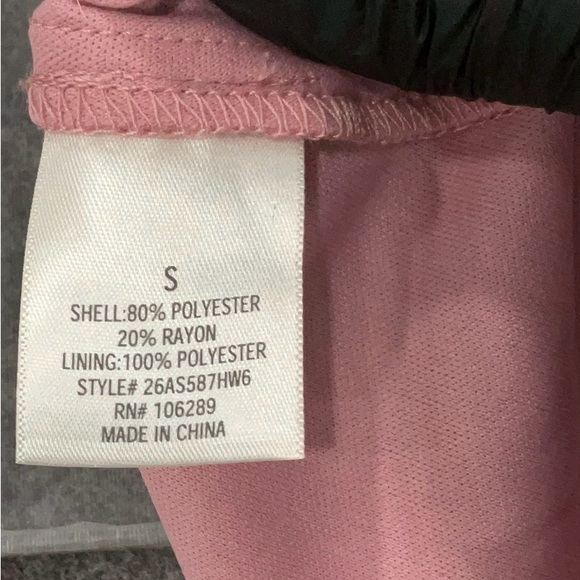 S
SHELL:80% POLYESTER
20% RAYON
LINING:100% POLYESTER
STYLE# 26AS587HW6
RN# 106289
MADE IN CHINA